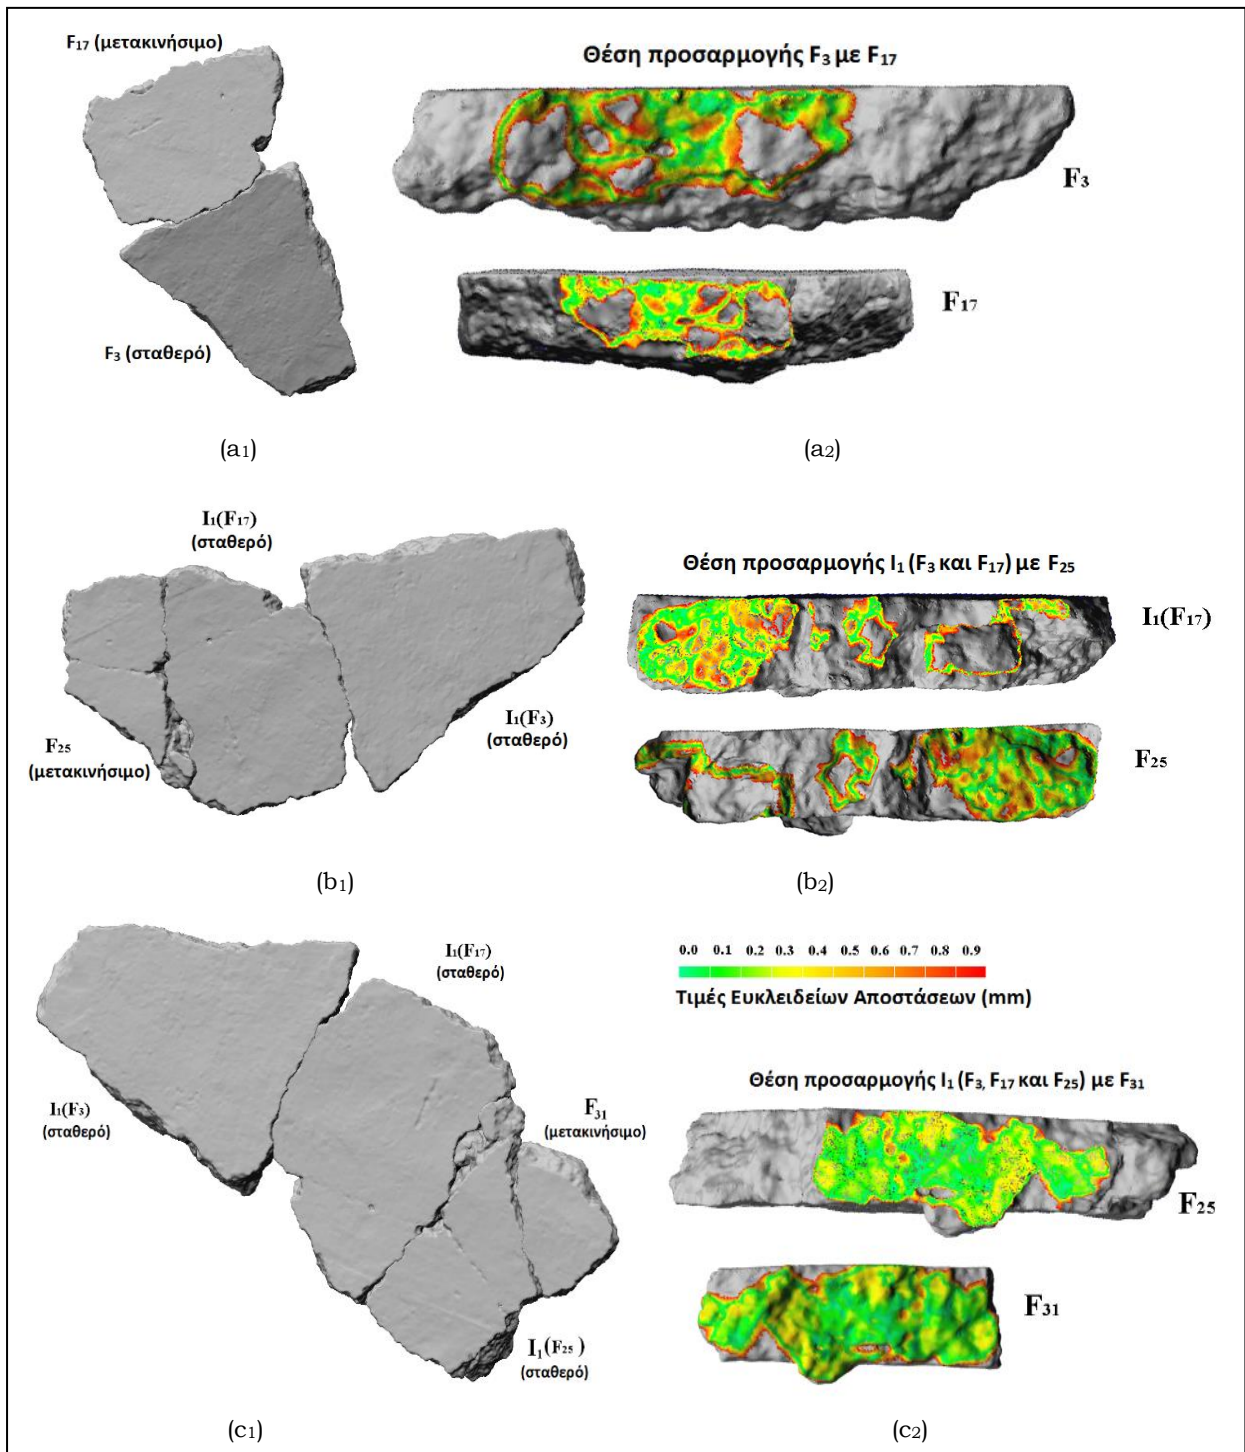 F₁₇ (μετακινήσιμο)
F₃ (σταθερό)
(a₁)
Θέση προσαρμογής F₃ με F₁₇
F₃
F₁₇
(a₂)
I₁(F₁₇)
(σταθερό)
F₂₅
(μετακινήσιμο)
I₁(F₃)
(σταθερό)
(b₁)
Θέση προσαρμογής I₁ (F₃ και F₁₇) με F₂₅
I₁(F₁₇)
F₂₅
(b₂)
I₁(F₁₇)
(σταθερό)
I₁(F₃)
(σταθερό)
F₃₁
(μετακινήσιμο)
I₁(F₂₅)
(σταθερό)
(c₁)
0.0 0.1 0.2 0.3 0.4 0.5 0.6 0.7 0.8 0.9
Τιμές Ευκλειδείων Αποστάσεων (mm)
Θέση προσαρμογής I₁ (F₃, F₁₇ και F₂₅) με F₃₁
F₂₅
F₃₁
(c₂)